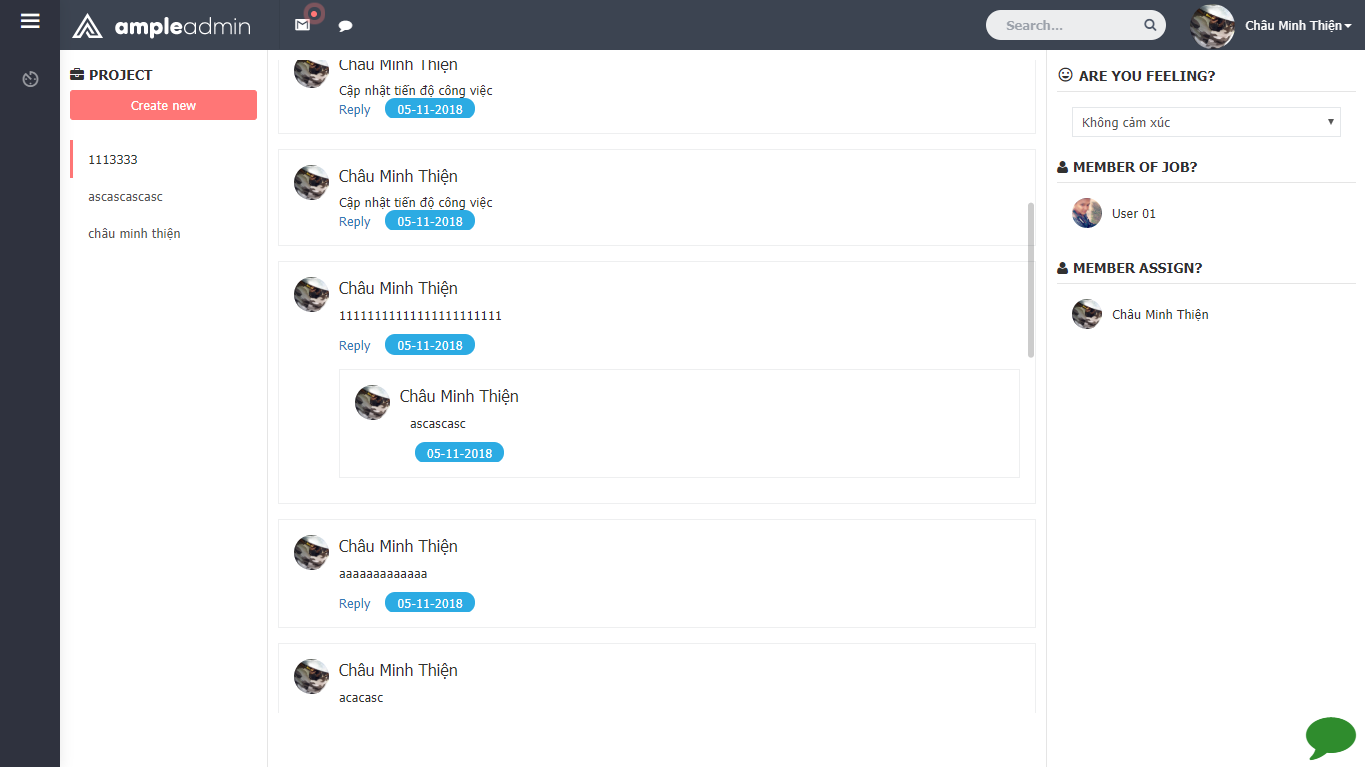 ampleadmin
Search...
Châu Minh Thiện
PROJECT
Create new
1113333
ascascascasc
châu minh thiện
Châu Minh Thiện
Cập nhật tiến độ công việc
Reply 05-11-2018
Châu Minh Thiện
Cập nhật tiến độ công việc
Reply 05-11-2018
Châu Minh Thiện
11111111111111111111111
Reply 05-11-2018
Châu Minh Thiện
ascascasc
05-11-2018
Châu Minh Thiện
aaaaaaaaaaaaa
Reply 05-11-2018
Châu Minh Thiện
acacasc
ARE YOU FEELING?
Không cảm xúc
MEMBER OF JOB?
User 01
MEMBER ASSIGN?
Châu Minh Thiện